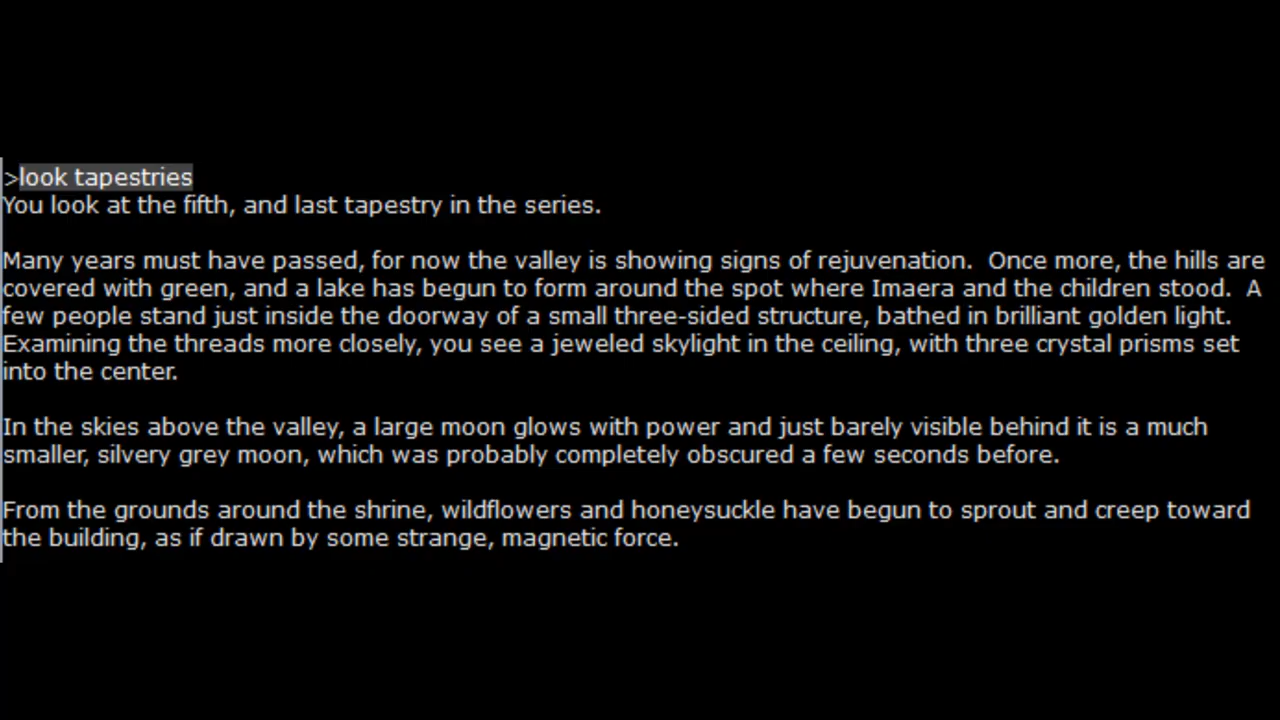 >look tapestries
You look at the fifth, and last tapestry in the series.
Many years must have passed, for now the valley is showing signs of rejuvenation.  Once more, the hills are
covered with green, and a lake has begun to form around the spot where Imaera and the children stood.  A
few people stand just inside the doorway of a small three-sided structure, bathed in brilliant golden light.
Examining the threads more closely, you see a jeweled skylight in the ceiling, with three crystal prisms set
into the center.
In the skies above the valley, a large moon glows with power and just barely visible behind it is a much
smaller, silvery grey moon, which was probably completely obscured a few seconds before.
From the grounds around the shrine, wildflowers and honeysuckle have begun to sprout and creep toward
the building, as if drawn by some strange, magnetic force.